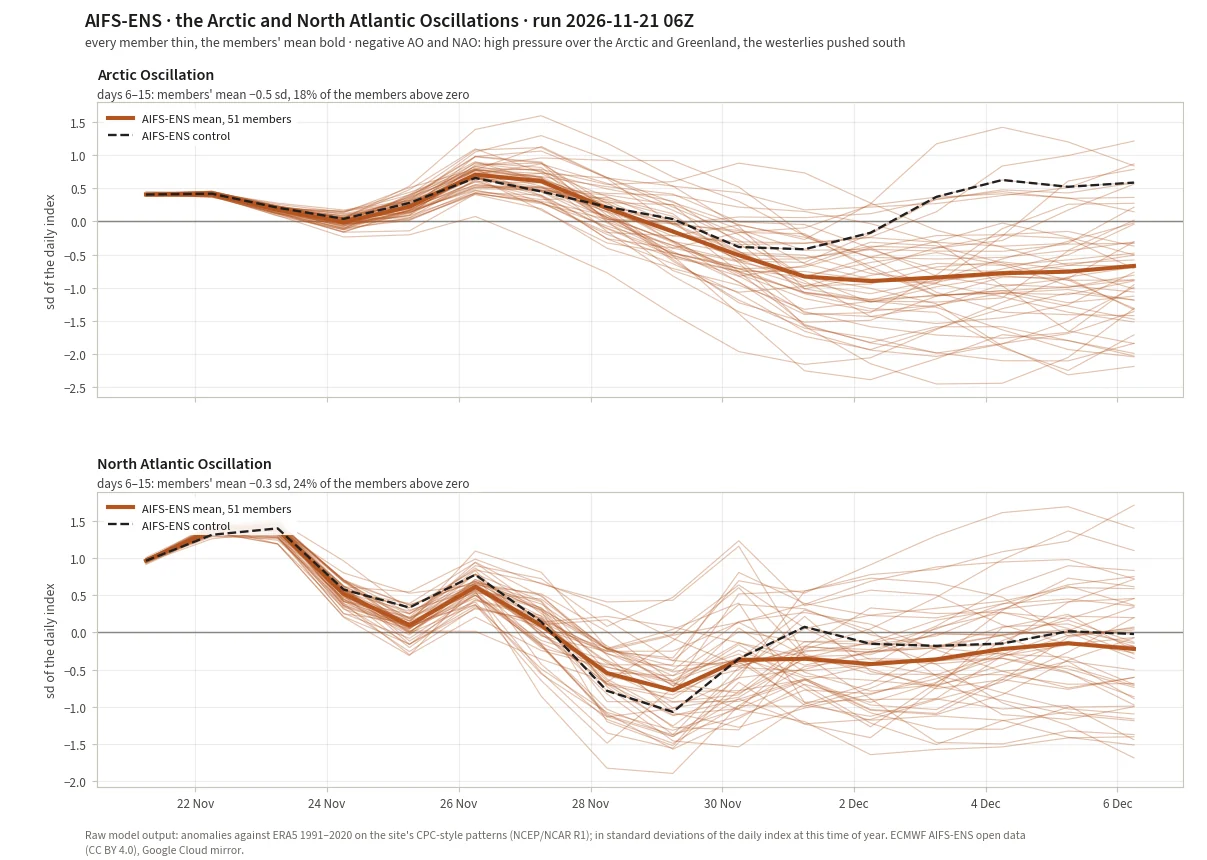 AIFS-ENS · the Arctic and North Atlantic Oscillations · run 2026-11-21 06Z
every member thin, the members' mean bold · negative AO and NAO: high pressure over the Arctic and Greenland, the westerlies pushed south
Arctic Oscillation
days 6–15: members' mean −0.5 sd, 18% of the members above zero
AIFS-ENS mean, 51 members
AIFS-ENS control
sd of the daily index
1.5
1.0
0.5
0.0
−0.5
−1.0
−1.5
−2.0
−2.5
North Atlantic Oscillation
days 6–15: members' mean −0.3 sd, 24% of the members above zero
AIFS-ENS mean, 51 members
AIFS-ENS control
sd of the daily index
1.5
1.0
0.5
0.0
−0.5
−1.0
−1.5
−2.0
22 Nov 24 Nov 26 Nov 28 Nov 30 Nov 2 Dec 4 Dec 6 Dec
Raw model output: anomalies against ERA5 1991–2020 on the site's CPC-style patterns (NCEP/NCAR R1); in standard deviations of the daily index at this time of year. ECMWF AIFS-ENS open data
(CC BY 4.0), Google Cloud mirror.